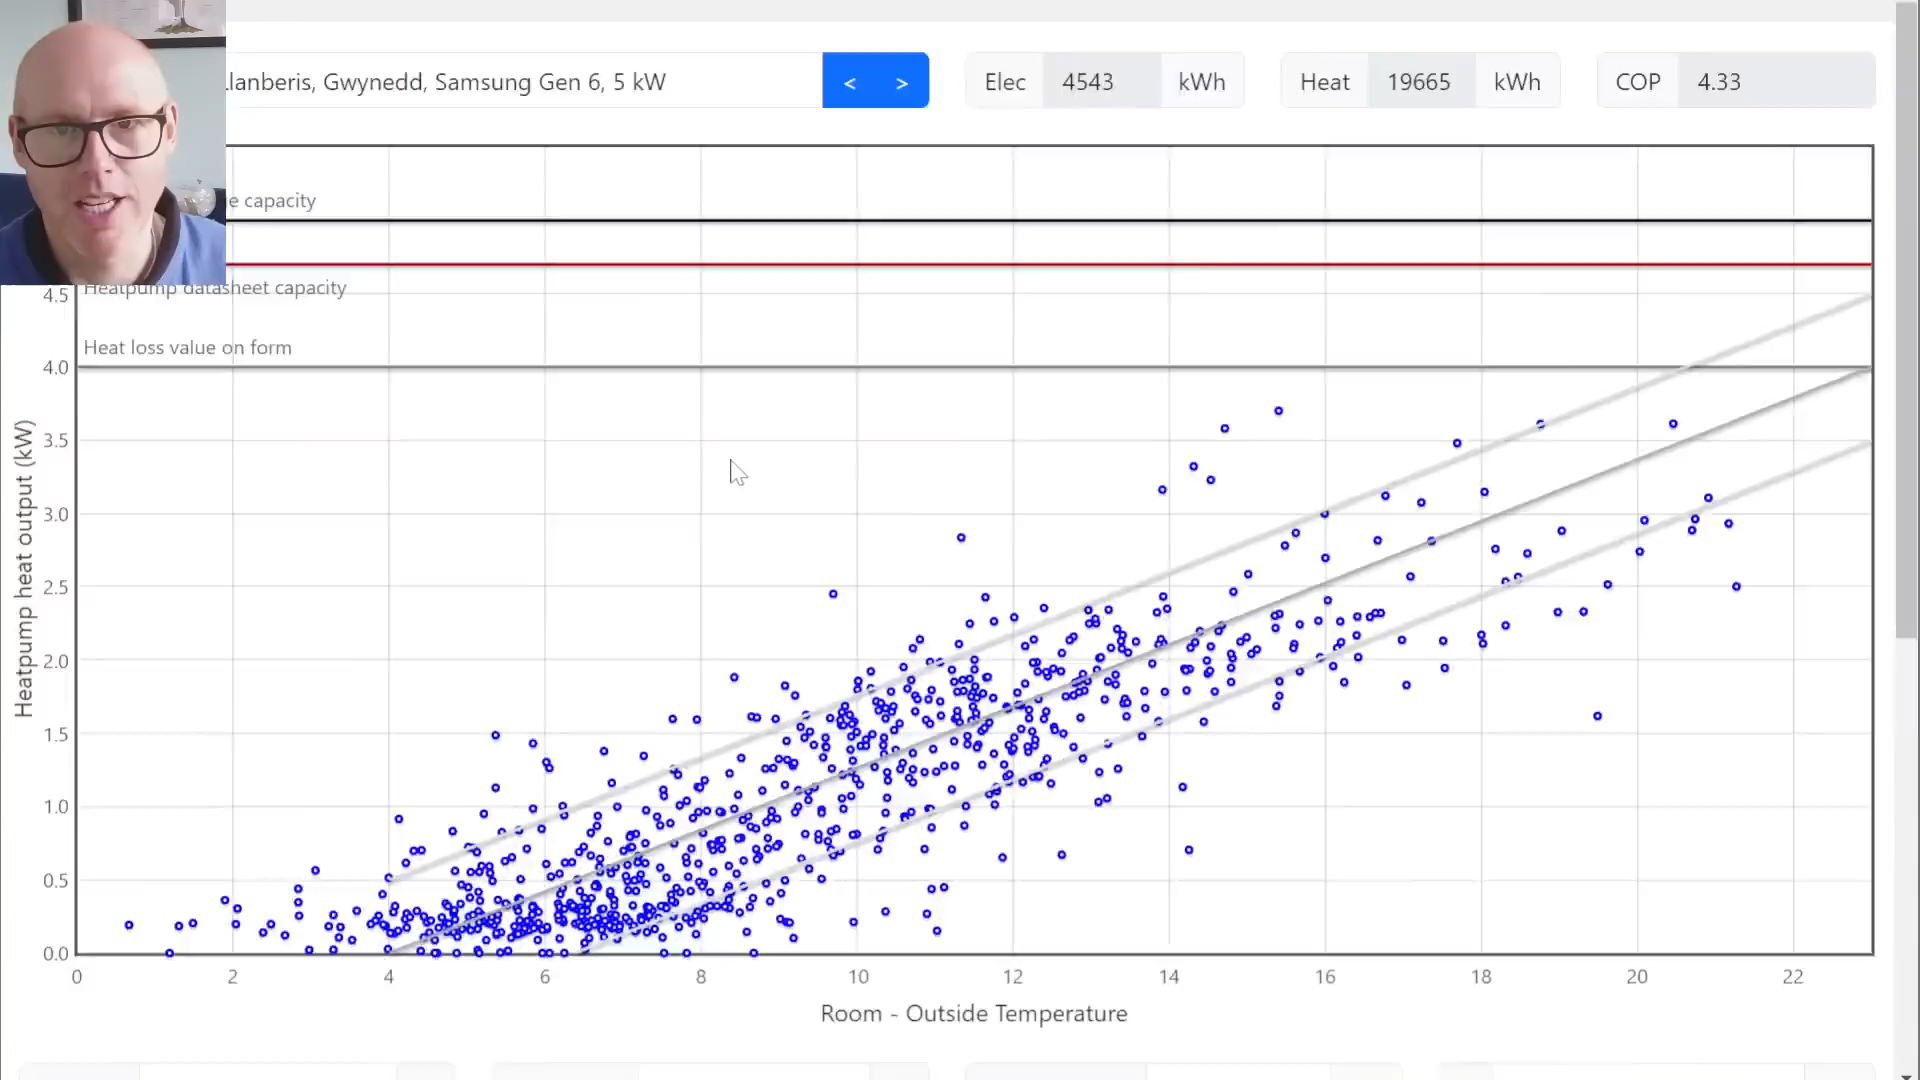 lanberis, Gwynedd, Samsung Gen 6, 5 kW
< >
Elec 4543 kWh
Heat 19665 kWh
COP 4.33
capacity
Heatpump datasheet capacity
Heat loss value on form
4.5
4.0
3.5
3.0
2.5
2.0
1.5
1.0
0.5
0.0
Heatpump heat output (kW)
0 2 4 6 8 10 12 14 16 18 20 22
Room - Outside Temperature